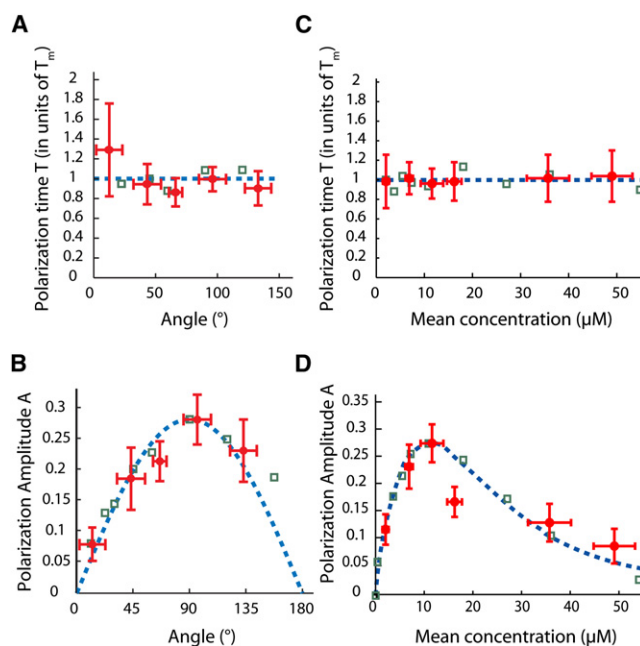 A
Polarization time T (in units of Tm)
2
1.8
1.6
1.4
1.2
1
0.8
0.6
0.4
0.2
0
0 50 100 150
Angle (°)
C
Polarization time T (in units of Tm)
2
1.8
1.6
1.4
1.2
1
0.8
0.6
0.4
0.2
0
0 10 20 30 40 50
Mean concentration (µM)
B
Polarization Amplitude A
0.3
0.25
0.2
0.15
0.1
0.05
0
0 45 90 135 180
Angle (°)
D
Polarization Amplitude A
0.35
0.3
0.25
0.2
0.15
0.1
0.05
0
0 10 20 30 40 50
Mean concentration (µM)